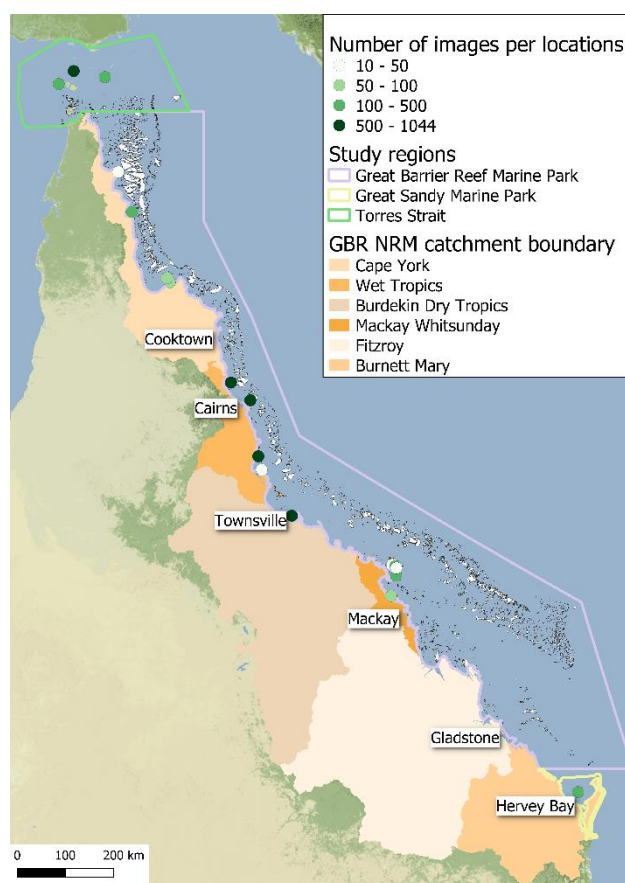 Number of images per locations
10 - 50
50 - 100
100 - 500
500 - 1044
Study regions
Great Barrier Reef Marine Park
Great Sandy Marine Park
Torres Strait
GBR NRM catchment boundary
Cape York
Wet Tropics
Burdekin Dry Tropics
Mackay Whitsunday
Fitzroy
Burnett Mary
Cooktown
Cairns
Townsville
Mackay
Gladstone
Hervey Bay
0 100 200 km